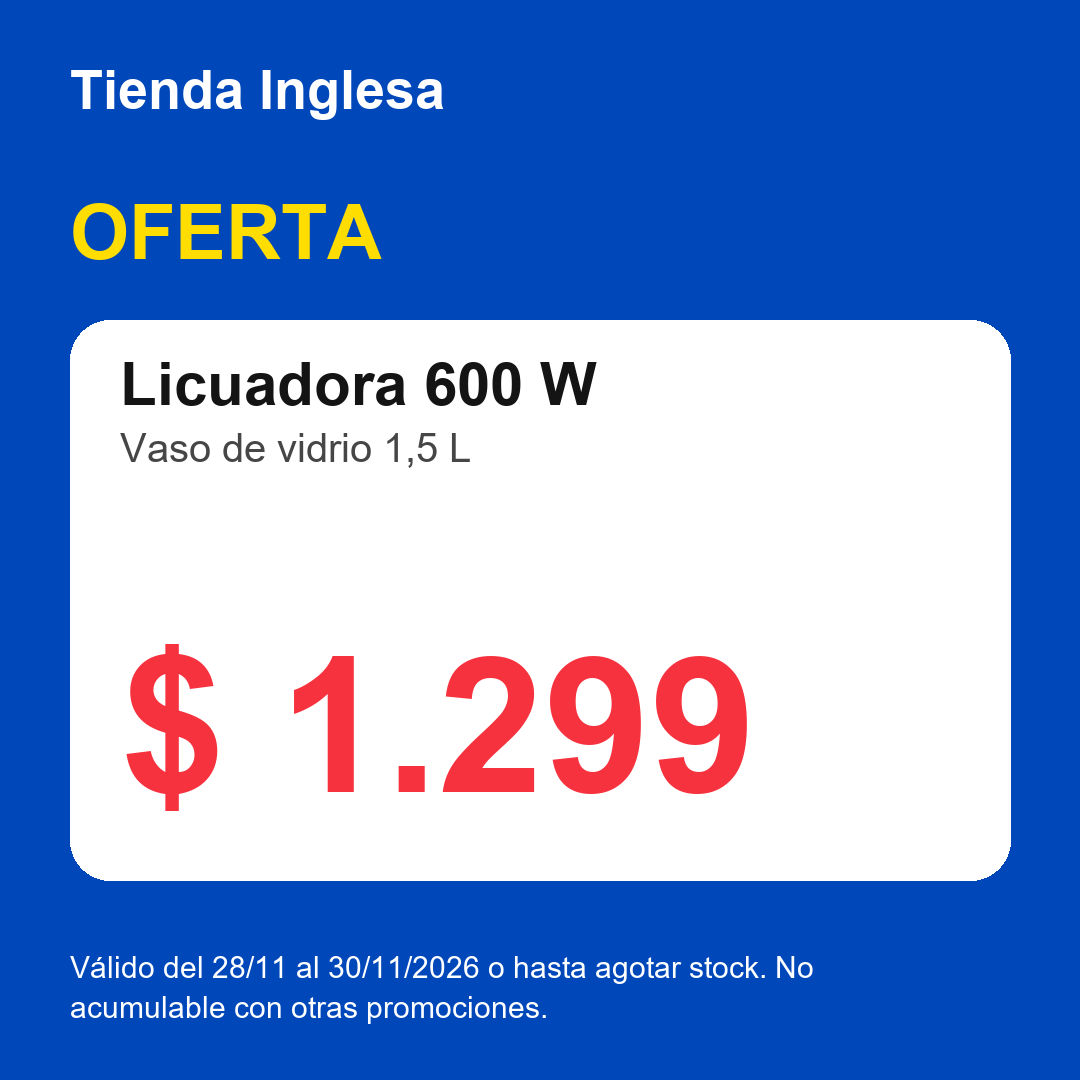 Tienda Inglesa
OFERTA
Licuadora 600 W
Vaso de vidrio 1,5 L
$ 1.299
Válido del 28/11 al 30/11/2026 o hasta agotar stock. No
acumulable con otras promociones.